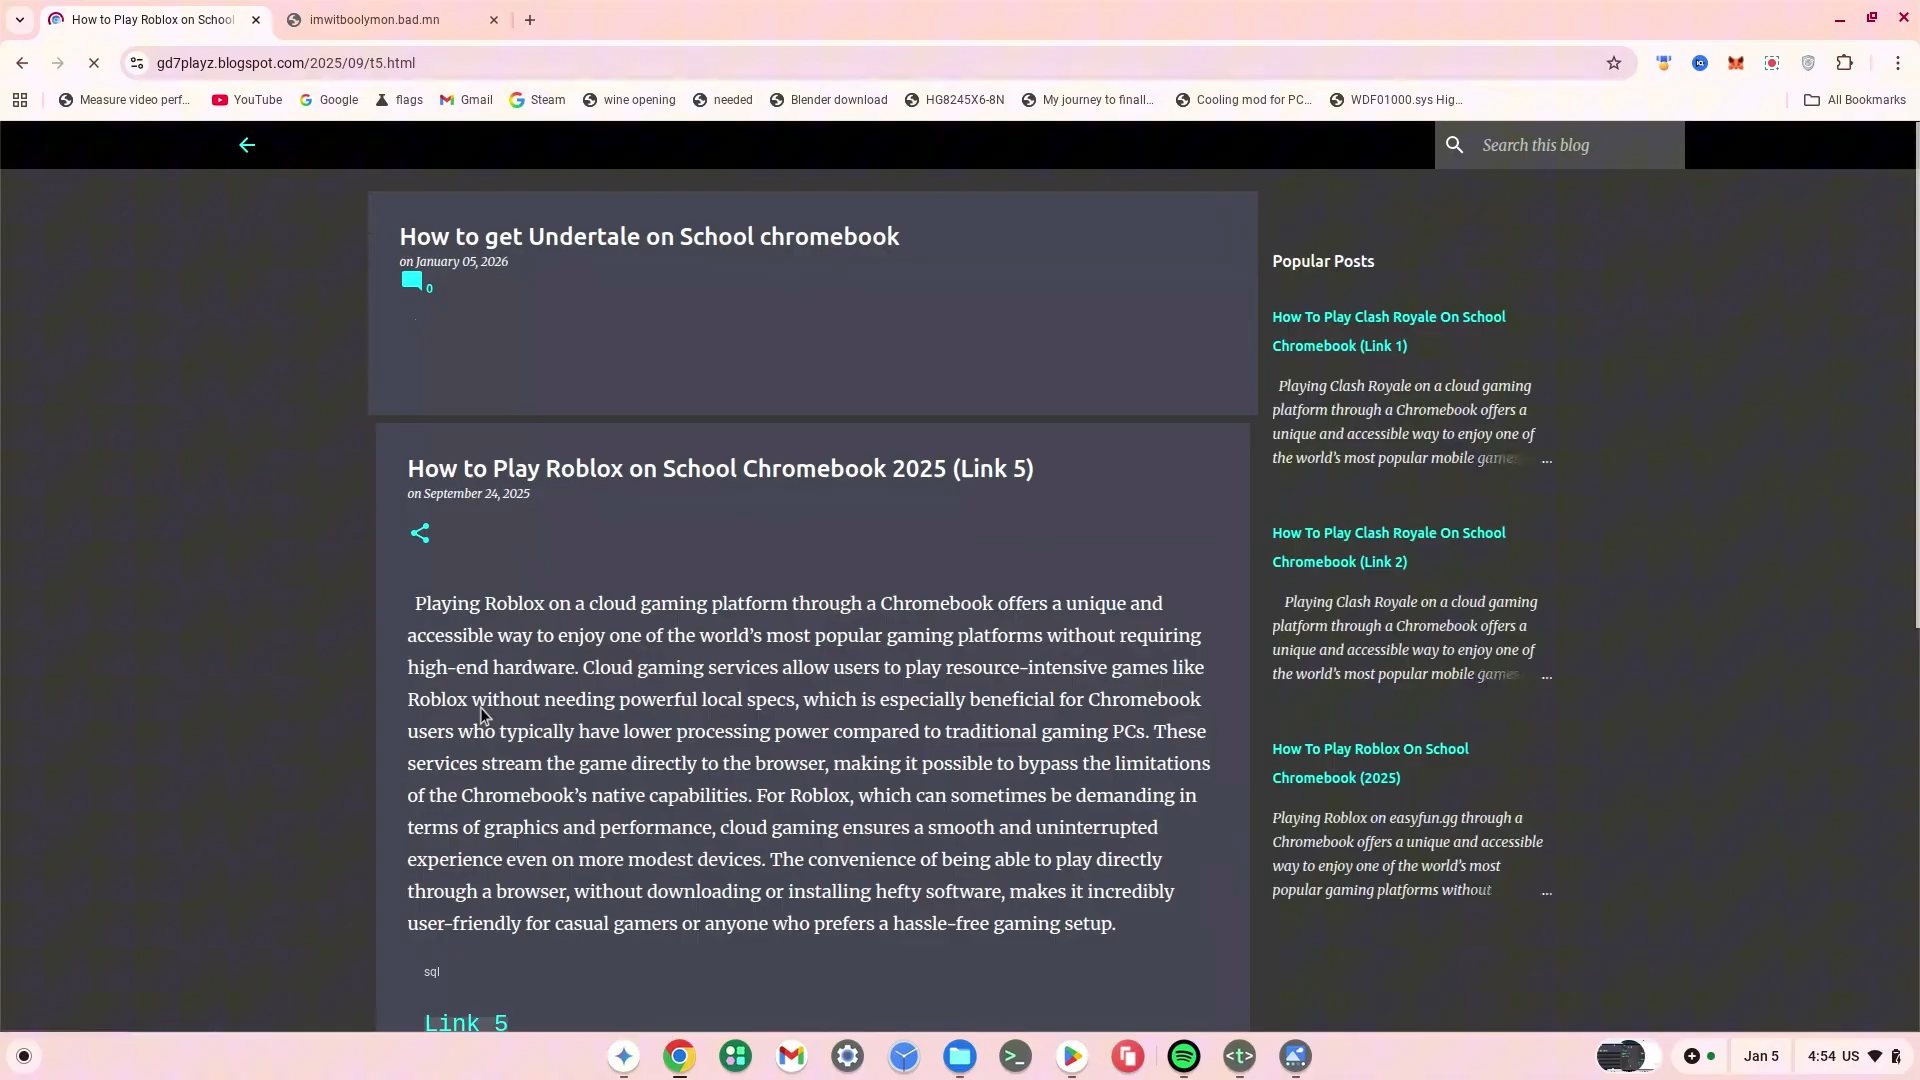 How to Play Roblox on School
imwitboolymon.bad.mn
gd7playz.blogspot.com/2025/09/t5.html
Measure video perf...
YouTube
Google
flags
Gmail
Steam
wine opening
needed
Blender download
HG8245X6-8N
My journey to finall...
Cooling mod for PC...
WDF01000.sys Hig...
All Bookmarks
Search this blog
How to get Undertale on School chromebook
on January 05, 2026
0
How to Play Roblox on School Chromebook 2025 (Link 5)
on September 24, 2025
Playing Roblox on a cloud gaming platform through a Chromebook offers a unique and
accessible way to enjoy one of the world's most popular gaming platforms without requiring
high-end hardware. Cloud gaming services allow users to play resource-intensive games like
Roblox without needing powerful local specs, which is especially beneficial for Chromebook
users who typically have lower processing power compared to traditional gaming PCs. These
services stream the game directly to the browser, making it possible to bypass the limitations
of the Chromebook's native capabilities. For Roblox, which can sometimes be demanding in
terms of graphics and performance, cloud gaming ensures a smooth and uninterrupted
experience even on more modest devices. The convenience of being able to play directly
through a browser, without downloading or installing hefty software, makes it incredibly
user-friendly for casual gamers or anyone who prefers a hassle-free gaming setup.
sql
Link 5
Popular Posts
How To Play Clash Royale On School
Chromebook (Link 1)
Playing Clash Royale on a cloud gaming
platform through a Chromebook offers a
unique and accessible way to enjoy one of
the world's most popular mobile games ...
How To Play Clash Royale On School
Chromebook (Link 2)
Playing Clash Royale on a cloud gaming
platform through a Chromebook offers a
unique and accessible way to enjoy one of
the world's most popular mobile games ...
How To Play Roblox On School
Chromebook (2025)
Playing Roblox on easyfun.gg through a
Chromebook offers a unique and accessible
way to enjoy one of the world's most
popular gaming platforms without ...
Jan 5
4:54 US